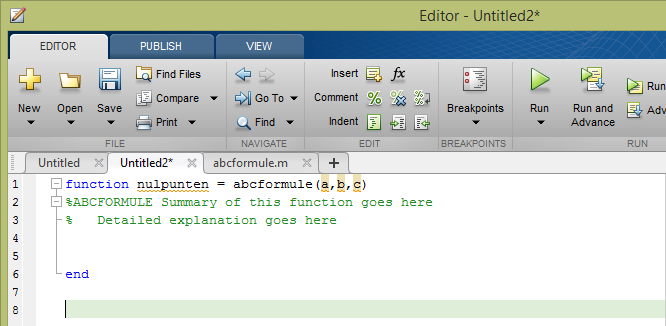 Editor - Untitled2*
EDITOR PUBLISH VIEW
New Open Save Find Files Compare Print
Go To Find
Insert fx
Comment % % %
Indent
Breakpoints Run Run and Advance Run Adv
FILE NAVIGATE EDIT BREAKPOINTS RUN
Untitled × Untitled2* × abcformule.m × +
1 function nulpunten = abcformule(a,b,c)
2 %ABCFORMULE Summary of this function goes here
3 % Detailed explanation goes here
4
5
6 end
7
8